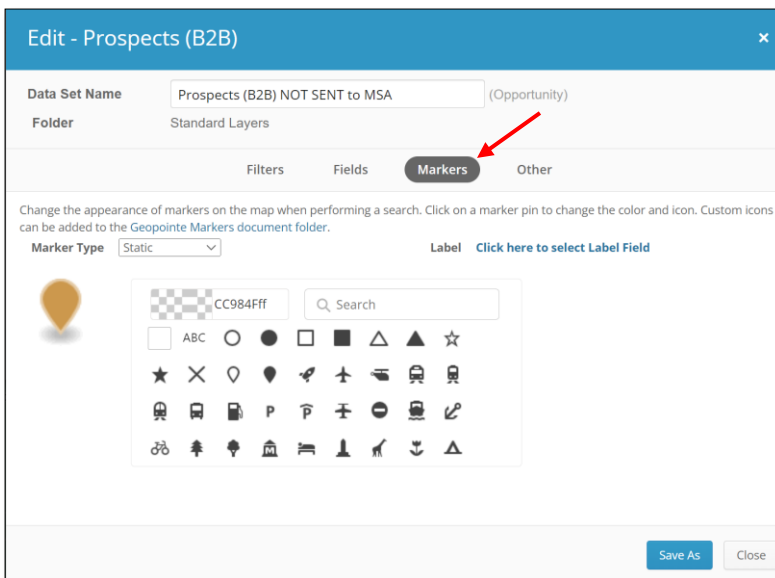 Edit - Prospects (B2B) ×
Data Set Name Prospects (B2B) NOT SENT to MSA (Opportunity)
Folder Standard Layers
Filters Fields Markers Other
Change the appearance of markers on the map when performing a search. Click on a marker pin to change the color and icon. Custom icons
can be added to the Geopointe Markers document folder.
Marker Type Static Label Click here to select Label Field
CC984Fff Search
ABC
P P
M
Save As Close